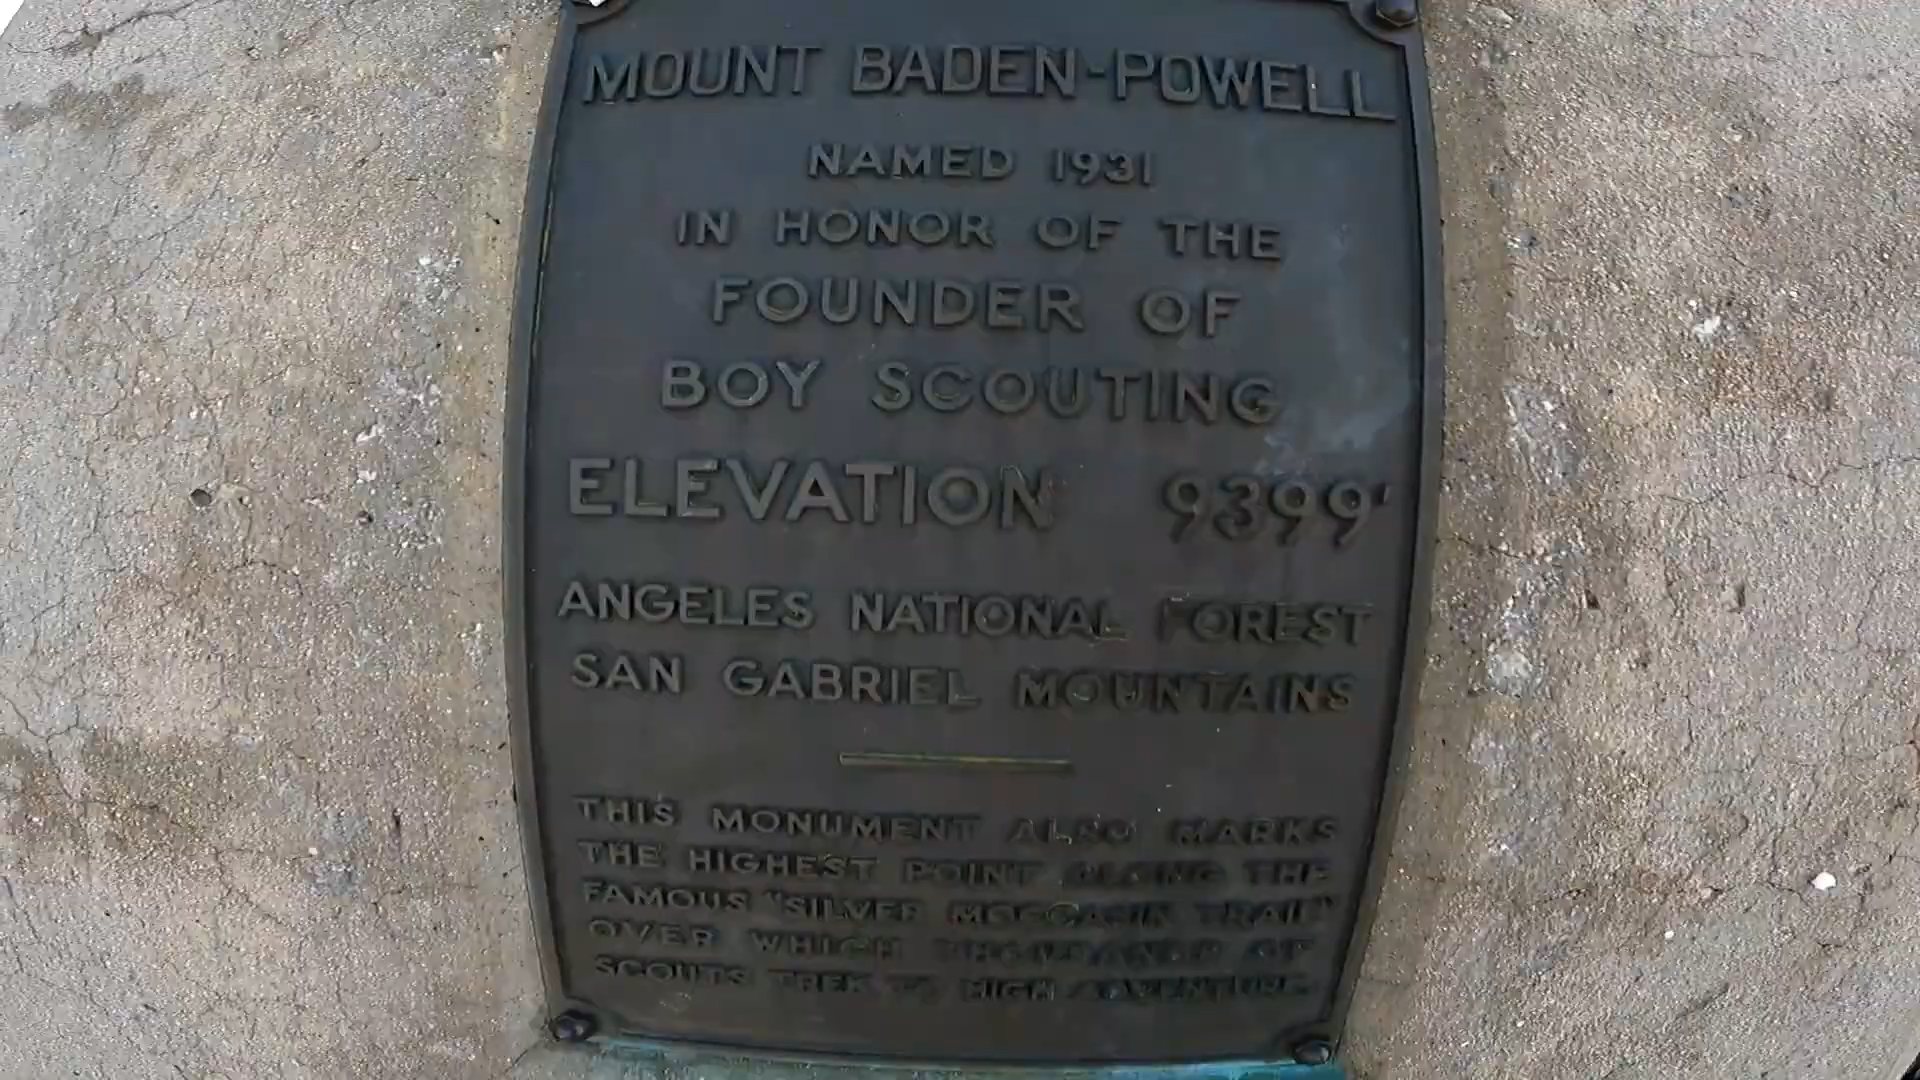 MOUNT BADEN-POWELL
NAMED 1931
IN HONOR OF THE
FOUNDER OF
BOY SCOUTING
ELEVATION 9399'
ANGELES NATIONAL FOREST
SAN GABRIEL MOUNTAINS
THIS MONUMENT ALSO MARKS
THE HIGHEST POINT ALONG THE
FAMOUS "SILVER MOCCASIN TRAIL"
OVER WHICH THOUSANDS OF
SCOUTS TREK TO HIGH ADVENTURE.